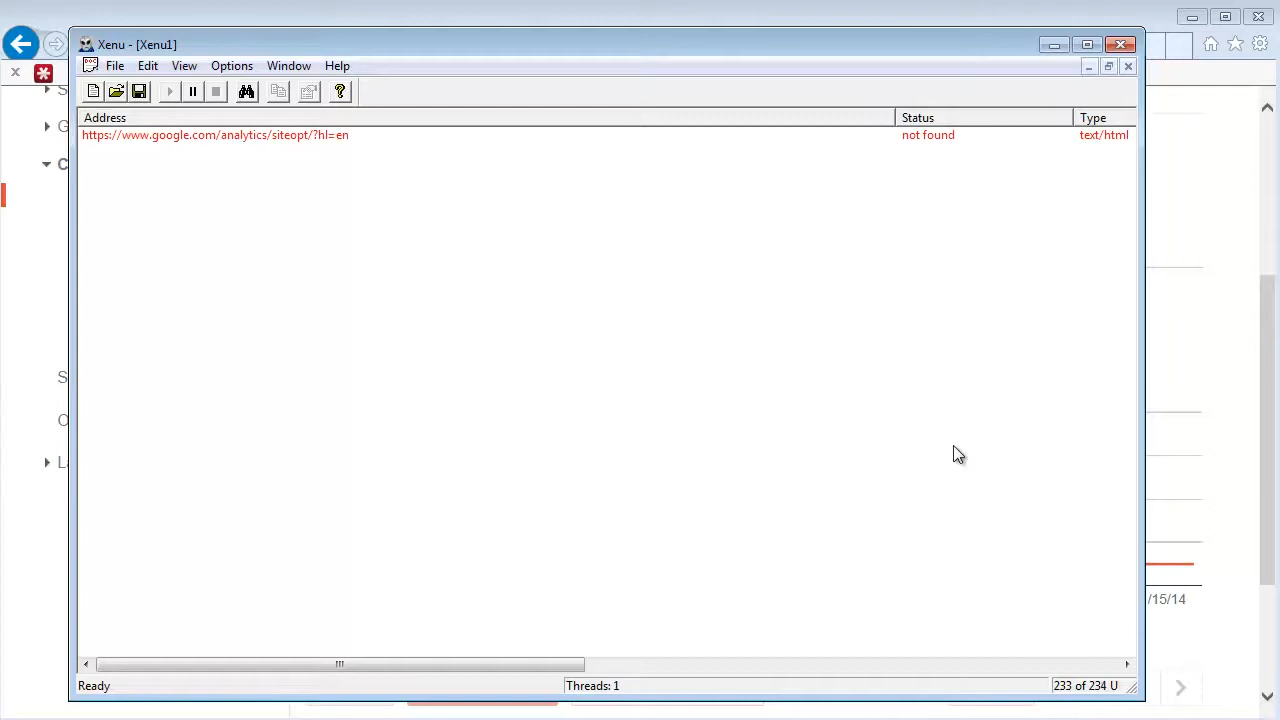 Xenu - [Xenu1]
File Edit View Options Window Help
Address Status Type
https://www.google.com/analytics/siteopt/?hl=en not found text/html
S
G
C
S
O
La
/15/14
Ready Threads: 1 233 of 234 U